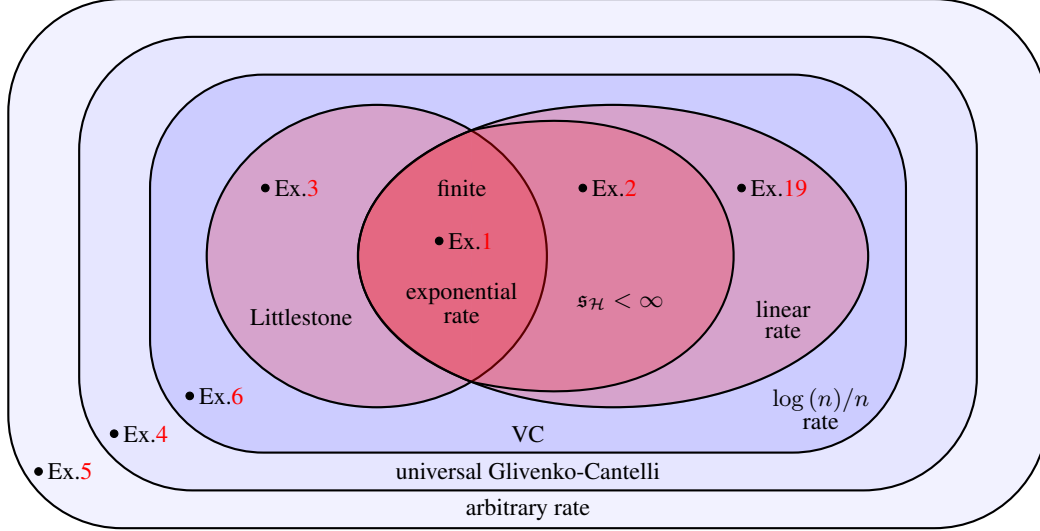 Ex.3
finite
Ex.2
Ex.19
Ex.1
exponential
rate
Littlestone
𝔰_ℋ < ∞
linear
rate
Ex.6
log (n)/n
rate
Ex.4
VC
Ex.5
universal Glivenko-Cantelli
arbitrary rate